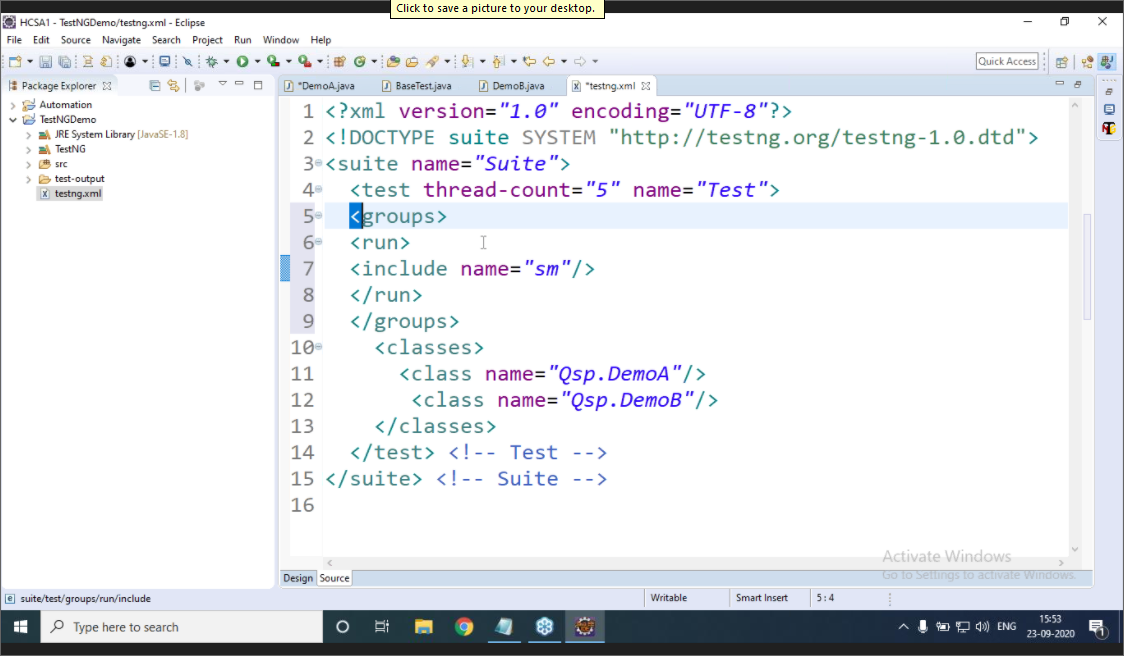 Click to save a picture to your desktop.
HCSA1 - TestNGDemo/testng.xml - Eclipse
File Edit Source Navigate Search Project Run Window Help
Quick Access
Package Explorer
*DemoA.java BaseTest.java DemoB.java *testng.xml
Automation
TestNGDemo
JRE System Library [JavaSE-1.8]
TestNG
src
test-output
testng.xml
1 <?xml version="1.0" encoding="UTF-8"?>
2 <!DOCTYPE suite SYSTEM "http://testng.org/testng-1.0.dtd">
3 <suite name="Suite">
4 <test thread-count="5" name="Test">
5 <groups>
6 <run>
7 <include name="sm"/>
8 </run>
9 </groups>
10 <classes>
11 <class name="Qsp.DemoA"/>
12 <class name="Qsp.DemoB"/>
13 </classes>
14 </test> <!-- Test -->
15 </suite> <!-- Suite -->
16
Activate Windows
Go to Settings to activate Windows.
Design Source
suite/test/groups/run/include Writable Smart Insert 5 : 4
Type here to search
ENG
15:53
23-09-2020
1